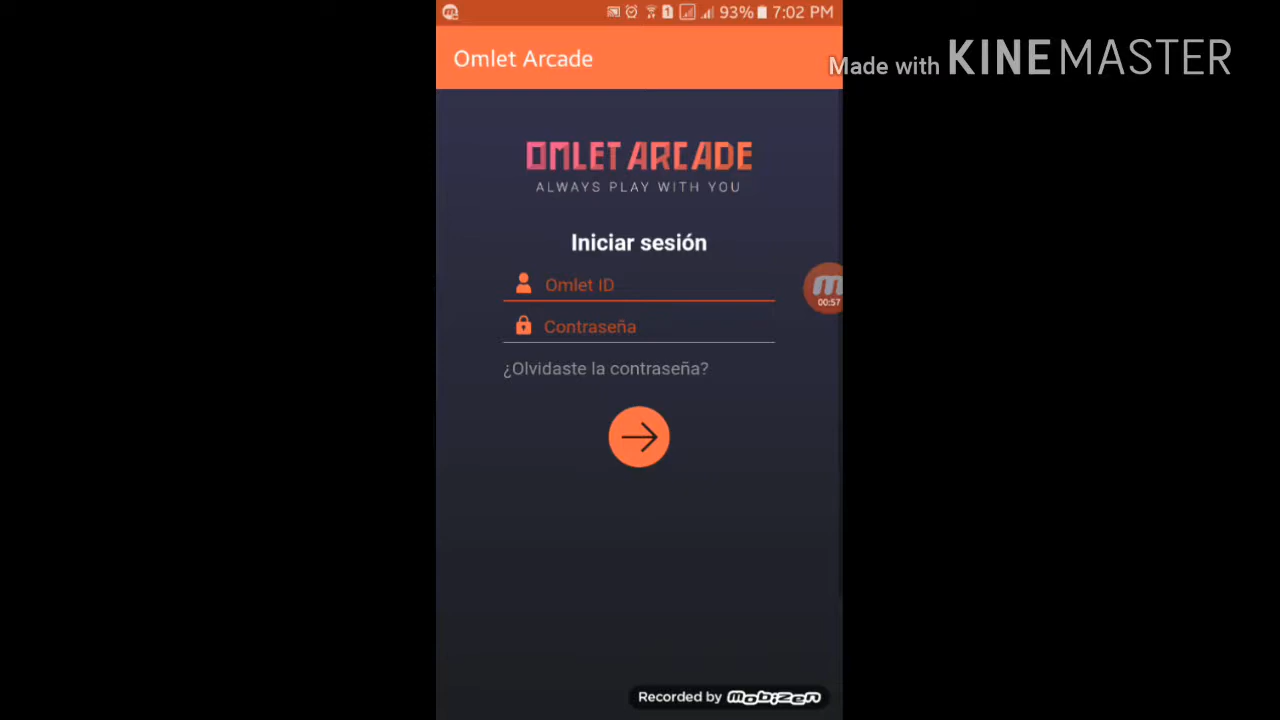 1 93% 7:02 PM
Omlet Arcade
Made with KINEMASTER
OMLET ARCADE
ALWAYS PLAY WITH YOU
Iniciar sesión
Omlet ID
m
00:57
Contraseña
¿Olvidaste la contraseña?
Recorded by mobizen